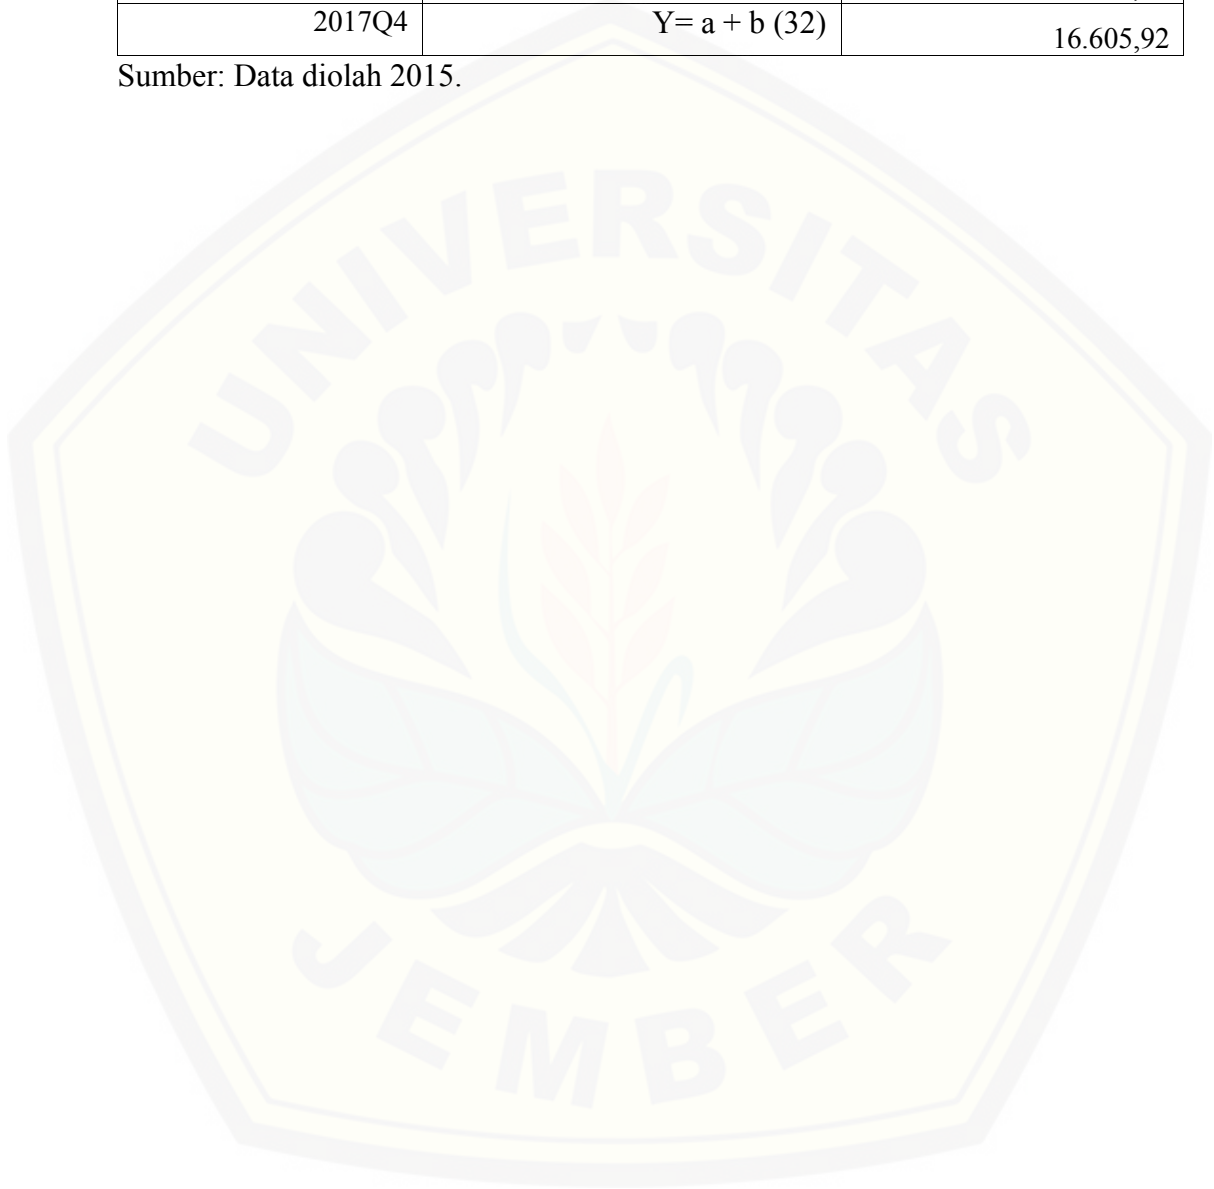 2017Q4 Y= a + b (32) 16.605,92
Sumber: Data diolah 2015.
UNIVERSITAS
JEMBER